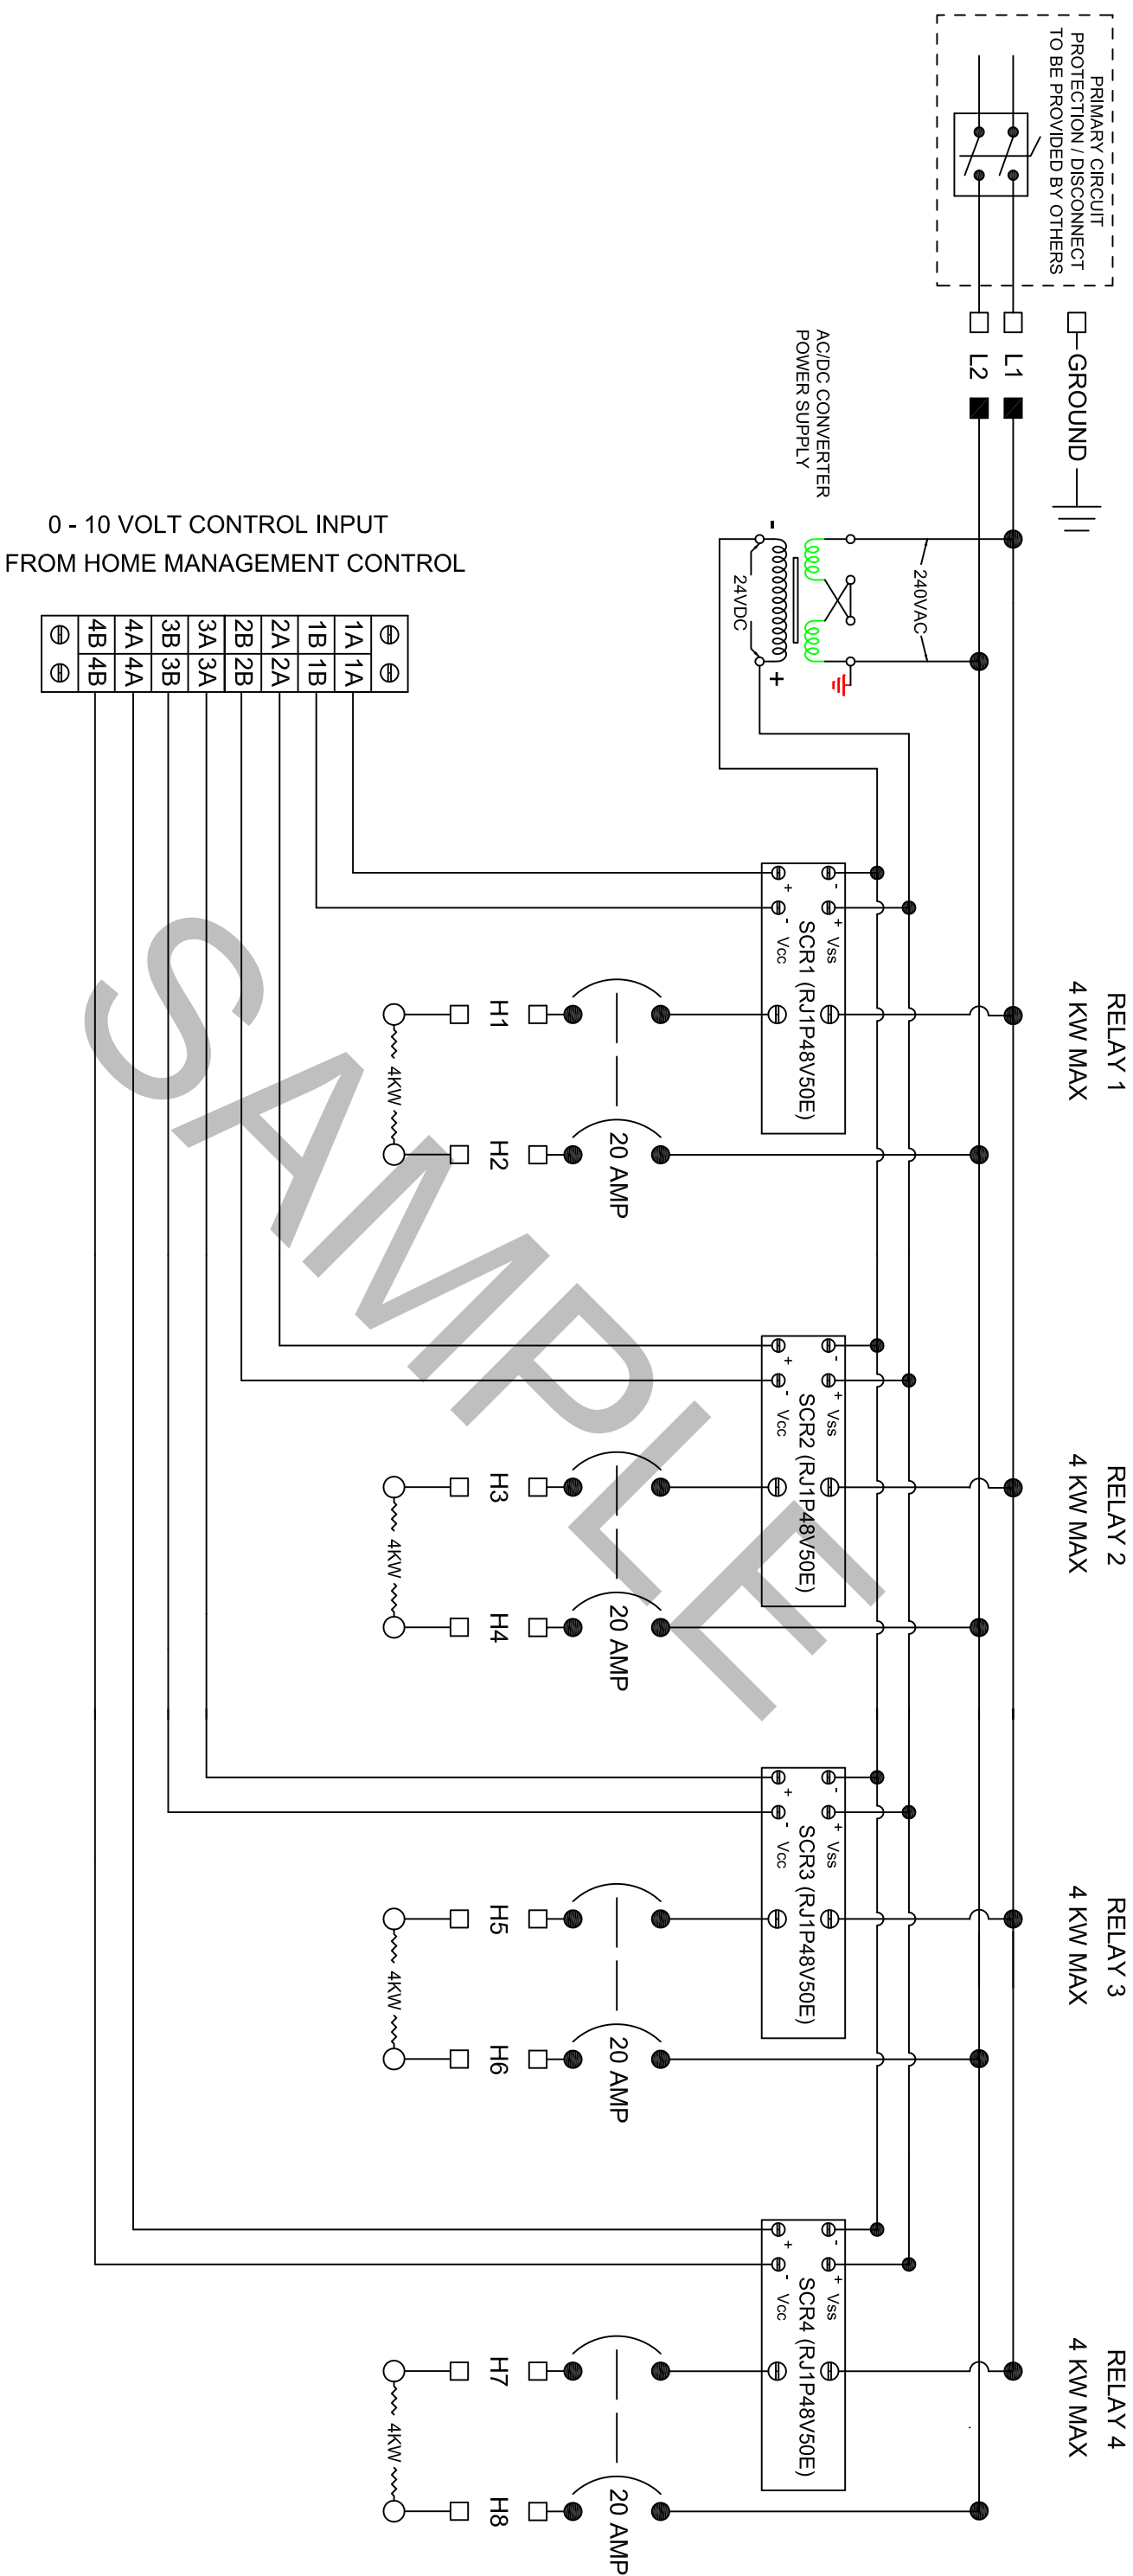 PRIMARY CIRCUIT
PROTECTION / DISCONNECT
TO BE PROVIDED BY OTHERS
GROUND
L1
L2
AC/DC CONVERTER
POWER SUPPLY
240VAC
-
24VDC
+
0 - 10 VOLT CONTROL INPUT
FROM HOME MANAGEMENT CONTROL
1A 1A
1B 1B
2A 2A
2B 2B
3A 3A
3B 3B
4A 4A
4B 4B
RELAY 1
4 KW MAX
- + Vss
SCR1 (RJ1P48V50E)
+ - Vcc
20 AMP
H1
H2
4KW
RELAY 2
4 KW MAX
- + Vss
SCR2 (RJ1P48V50E)
+ - Vcc
20 AMP
H3
H4
4KW
RELAY 3
4 KW MAX
- + Vss
SCR3 (RJ1P48V50E)
+ - Vcc
20 AMP
H5
H6
4KW
RELAY 4
4 KW MAX
- + Vss
SCR4 (RJ1P48V50E)
+ - Vcc
20 AMP
H7
H8
4KW
SAMPLE